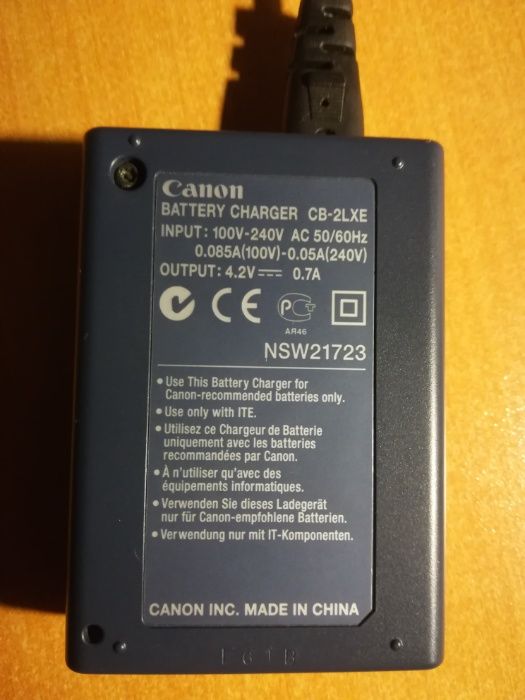 Canon
BATTERY CHARGER CB-2LXE
INPUT: 100V-240V AC 50/60Hz
0.085A(100V)-0.05A(240V)
OUTPUT: 4.2V⎓ 0.7A
CE PG
AR46
NSW21723
• Use This Battery Charger for
Canon-recommended batteries only.
• Use only with ITE.
• Utilisez ce Chargeur de Batterie
uniquement avec les batteries
recommandées par Canon.
• À n'utiliser qu'avec des
équipements informatiques.
• Verwenden Sie dieses Ladegerät
nur für Canon-empfohlene Batterien.
• Verwendung nur mit IT-Komponenten.
CANON INC. MADE IN CHINA